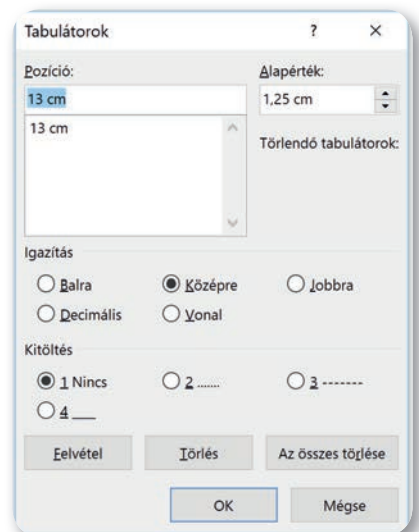 Tabulátorok ? ×
Pozíció: Alapérték:
13 cm 1,25 cm
13 cm
Törlendő tabulátorok:
Igazítás
Balra Középre Jobbra
Decimális Vonal
Kitöltés
1 Nincs 2 ....... 3 -------
4 ___
Felvétel Törlés Az összes törlése
OK Mégse